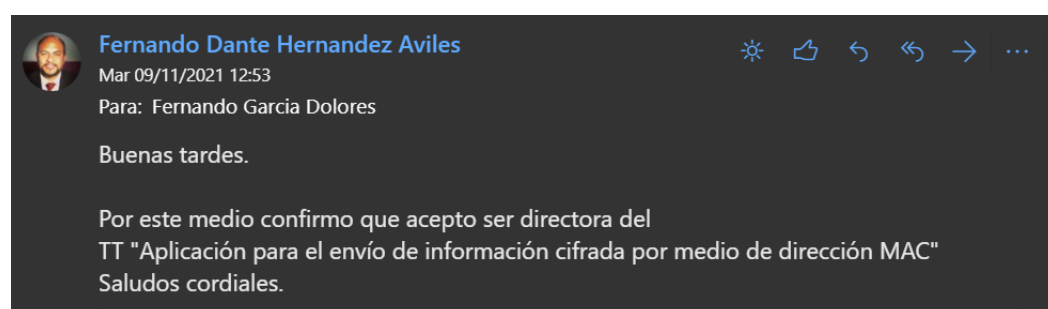 Fernando Dante Hernandez Aviles
Mar 09/11/2021 12:53
Para: Fernando Garcia Dolores
Buenas tardes.
Por este medio confirmo que acepto ser directora del
TT "Aplicación para el envío de información cifrada por medio de dirección MAC"
Saludos cordiales.